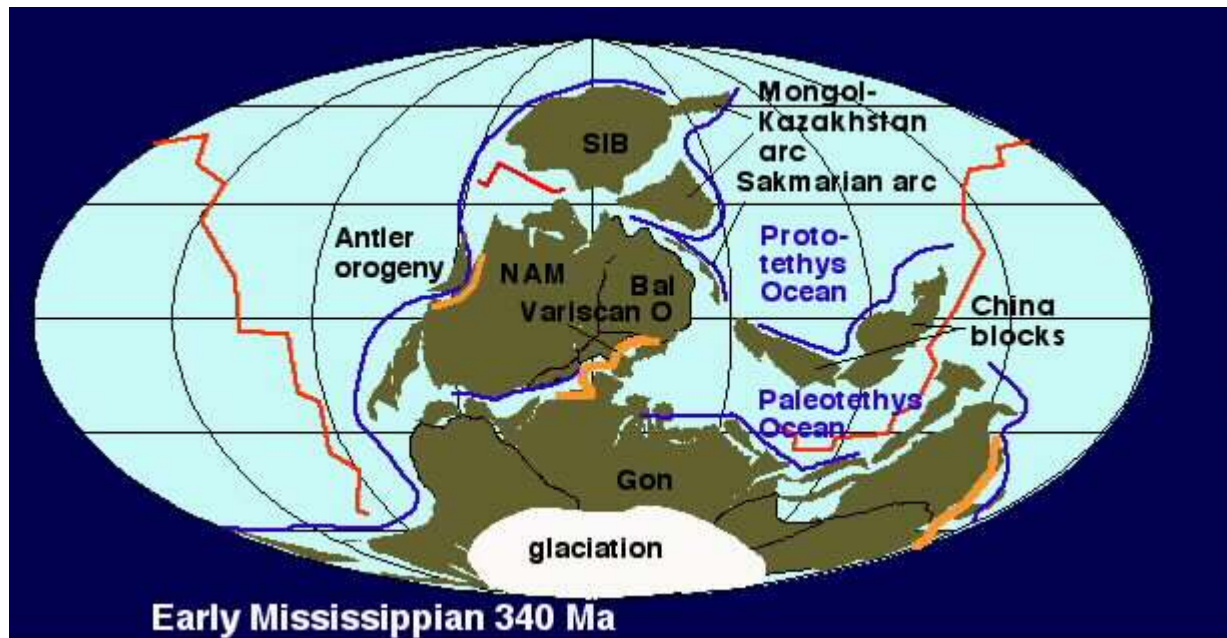 Mongol-
Kazakhstan
arc
SIB
Sakmarian arc
Antler
orogeny
NAM
Bal
Variscan O
Proto-
tethys
Ocean
China
blocks
Paleotethys
Ocean
Gon
glaciation
Early Mississippian 340 Ma